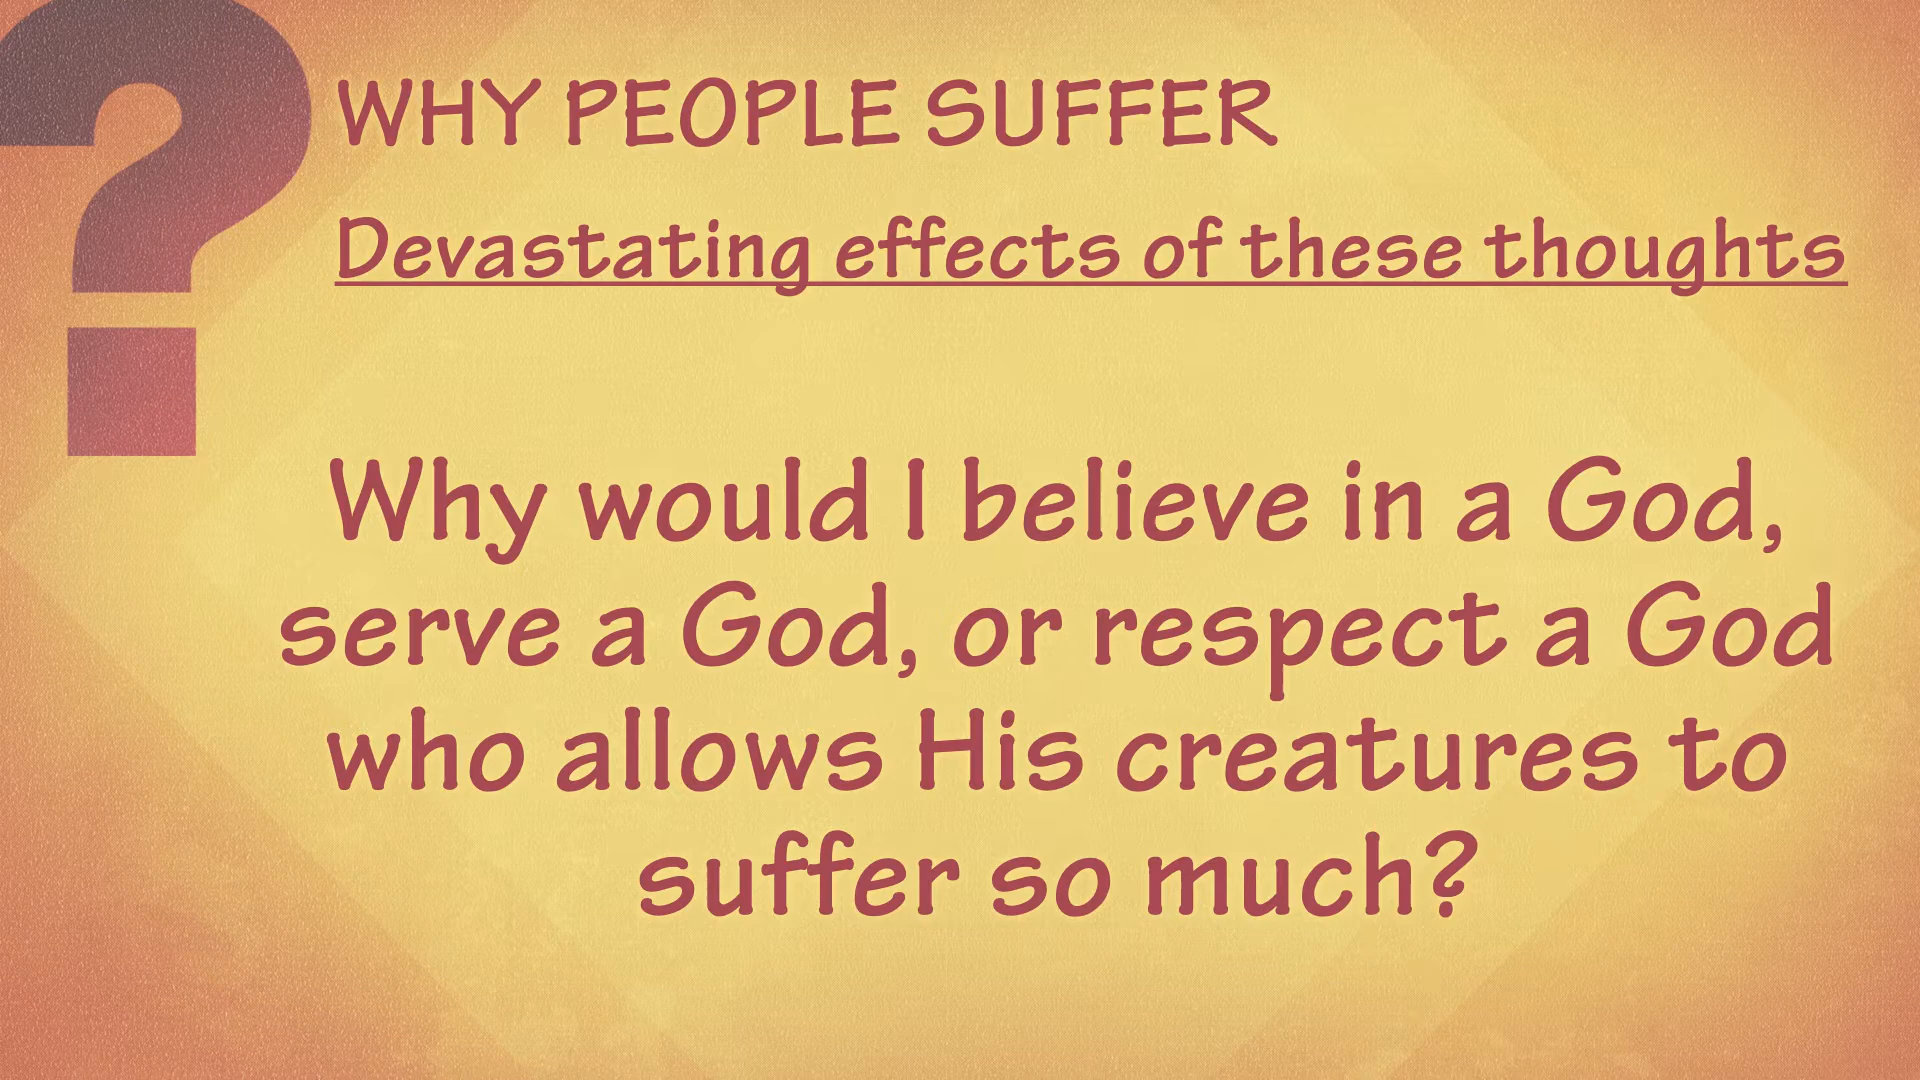 WHY PEOPLE SUFFER
Devastating effects of these thoughts
Why would I believe in a God,
serve a God, or respect a God
who allows His creatures to
suffer so much?